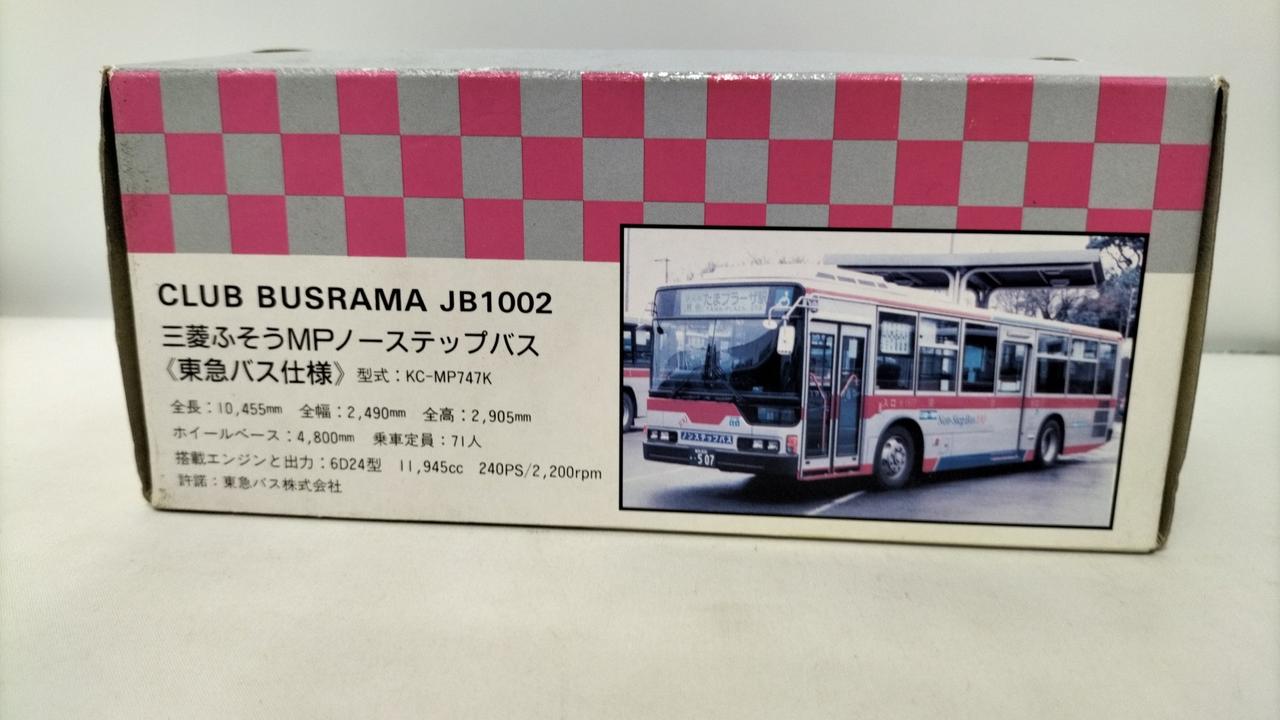 CLUB BUSRAMA JB1002
三菱ふそうMPノーステップバス
《東急バス仕様》 型式：KC-MP747K
全長：10,455mm 全幅：2,490mm 全高：2,905mm
ホイールベース：4,800mm 乗車定員：71人
搭載エンジンと出力：6D24型 11,945cc 240PS/2,200rpm
許諾：東急バス株式会社
たまプラーザ駅
Non-Step Bus
ノンステップバス
・507